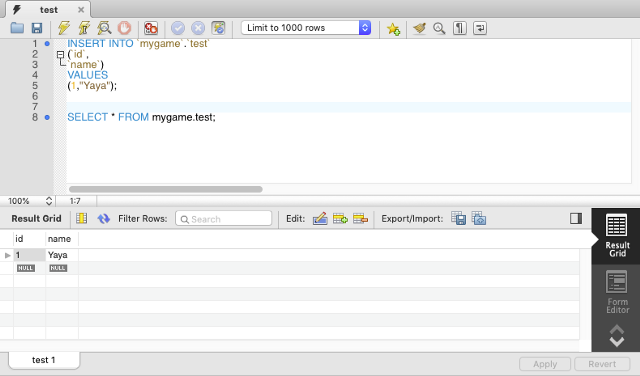 test
Limit to 1000 rows
1 INSERT INTO `mygame`.`test`
2 (`id`,
3 `name`)
4 VALUES
5 (1,"Yaya");
6
7
8 SELECT * FROM mygame.test;
100% 1:7
Result Grid Filter Rows: Search Edit: Export/Import:
id name
1 Yaya
NULL NULL
Result
Grid
Form
Editor
test 1
Apply Revert